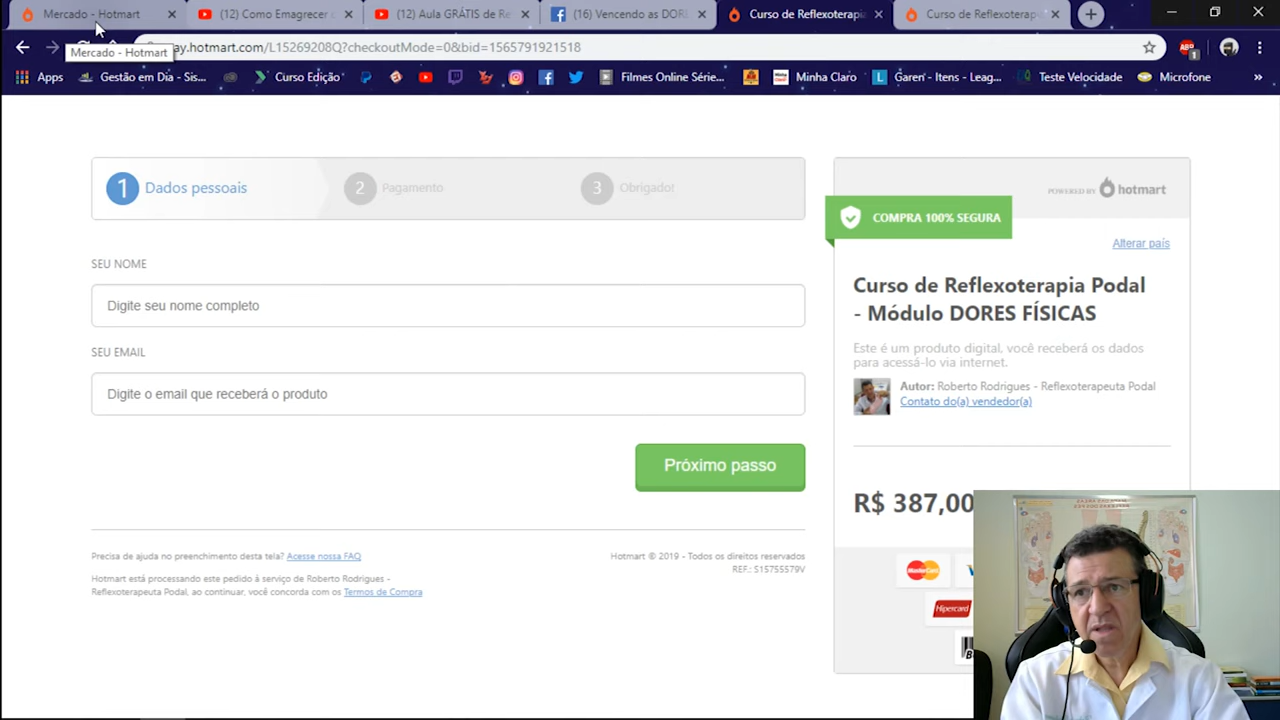 Mercado - Hotmart
(12) Como Emagrecer
(12) Aula GRÁTIS de Re
(16) Vencendo as DOR
Curso de Reflexoterapia
Curso de Reflexoterap
ay.hotmart.com/L15269208Q?checkoutMode=0&bid=1565791921518
Mercado - Hotmart
Apps
Gestão em Dia - Sis...
Curso Edição
Filmes Online Série...
Minha Claro
Garen - Itens - Leag...
Teste Velocidade
Microfone
1 Dados pessoais
2 Pagamento
3 Obrigado!
SEU NOME
Digite seu nome completo
SEU EMAIL
Digite o email que receberá o produto
Próximo passo
Precisa de ajuda no preenchimento desta tela? Acesse nossa FAQ
Hotmart está processando este pedido à serviço de Roberto Rodrigues -
Reflexoterapeuta Podal, ao continuar, você concorda com os Termos de Compra
Hotmart © 2019 - Todos os direitos reservados
REF.: S15755579V
POWERED BY hotmart
COMPRA 100% SEGURA
Alterar país
Curso de Reflexoterapia Podal
- Módulo DORES FÍSICAS
Este é um produto digital, você receberá os dados
para acessá-lo via internet.
Autor: Roberto Rodrigues - Reflexoterapeuta Podal
Contato do(a) vendedor(a)
R$ 387,00
MasterCard
Hipercard